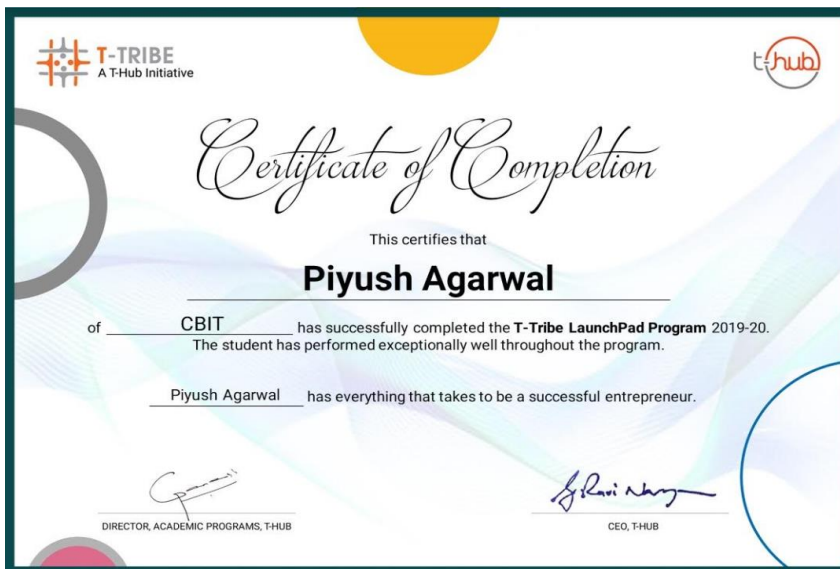 T-TRIBE
A T-Hub Initiative
t-hub
Certificate of Completion
This certifies that
Piyush Agarwal
of CBIT has successfully completed the T-Tribe LaunchPad Program 2019-20.
The student has performed exceptionally well throughout the program.
Piyush Agarwal has everything that takes to be a successful entrepreneur.
DIRECTOR, ACADEMIC PROGRAMS, T-HUB
CEO, T-HUB